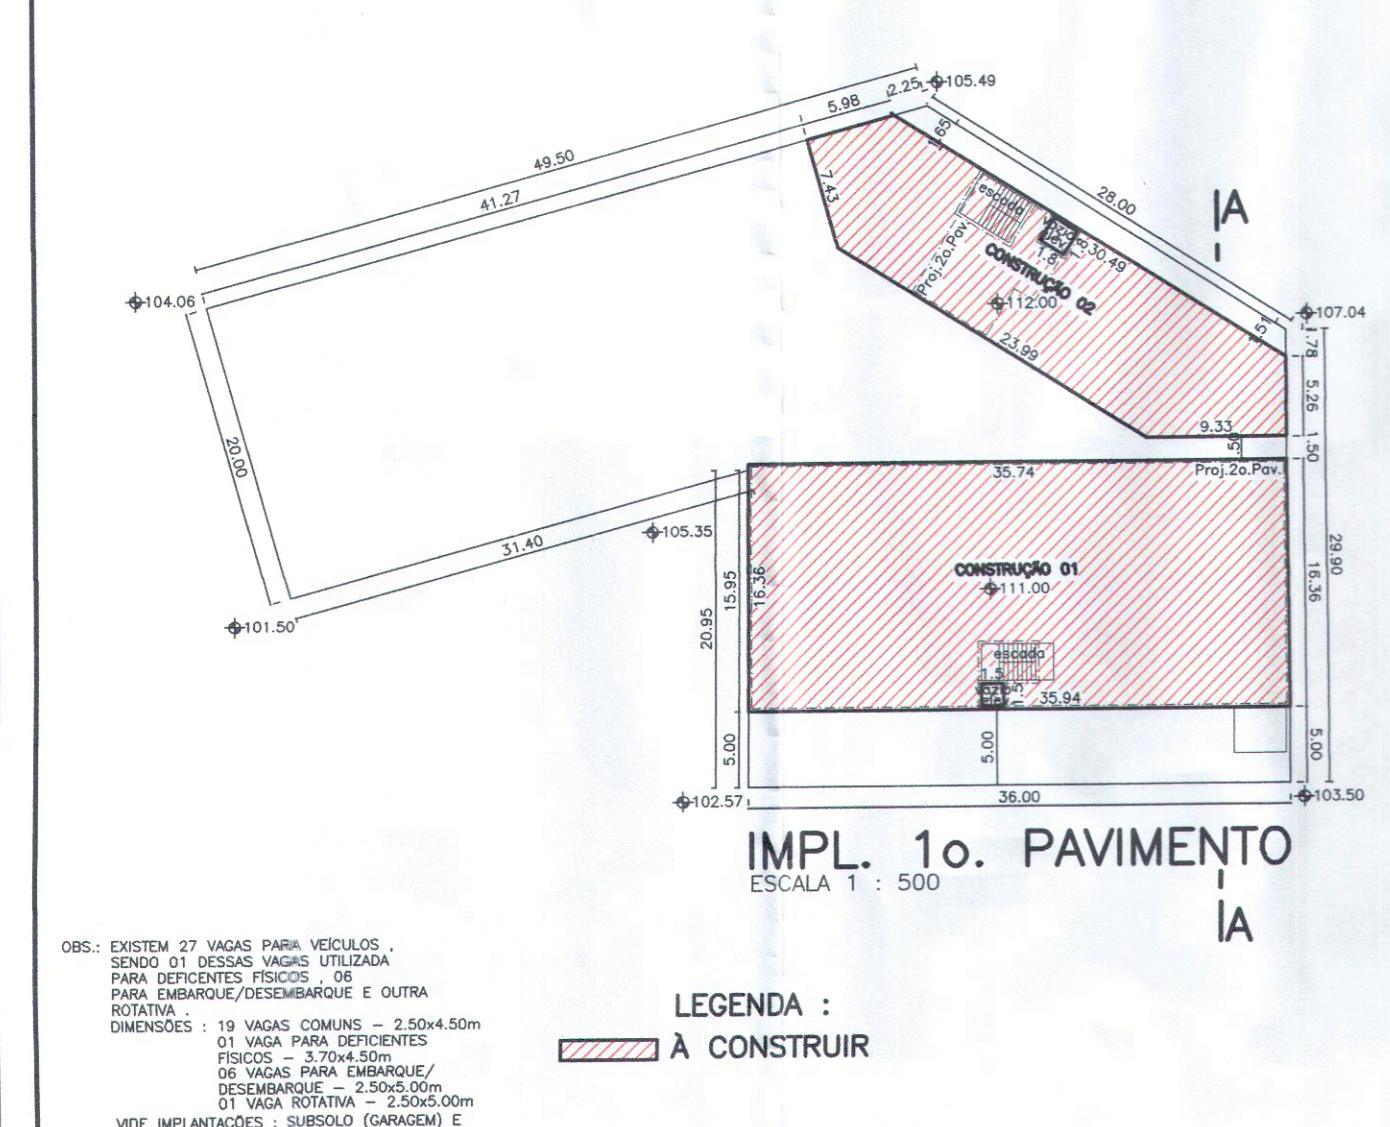 105.49
2.25
5.98
49.50
41.27
1.65
28.00
A
7.43
escada
Proj.2o.Pav.
1.8
30.49
CONSTRUÇÃO 02
104.06
112.00
107.04
1.51
1.78
23.99
5.26
9.33
.50
1.50
20.00
35.74
Proj.2o.Pav.
105.35
31.40
29.90
CONSTRUÇÃO 01
111.00
15.95
16.36
16.36
20.95
101.50
escada
1.5
1.5
35.94
5.00
5.00
5.00
102.57
36.00
103.50
IMPL. 1o. PAVIMENTO
ESCALA 1 : 500
A
OBS.: EXISTEM 27 VAGAS PARA VEÍCULOS ,
SENDO 01 DESSAS VAGAS UTILIZADA
PARA DEFICENTES FÍSICOS , 06
PARA EMBARQUE/DESEMBARQUE E OUTRA
ROTATIVA .
DIMENSÕES : 19 VAGAS COMUNS – 2.50x4.50m
01 VAGA PARA DEFICIENTES
FÍSICOS – 3.70x4.50m
06 VAGAS PARA EMBARQUE/
DESEMBARQUE – 2.50x5.00m
01 VAGA ROTATIVA – 2.50x5.00m
VIDE IMPLANTAÇÕES : SUBSOLO (GARAGEM) E
LEGENDA :
À CONSTRUIR